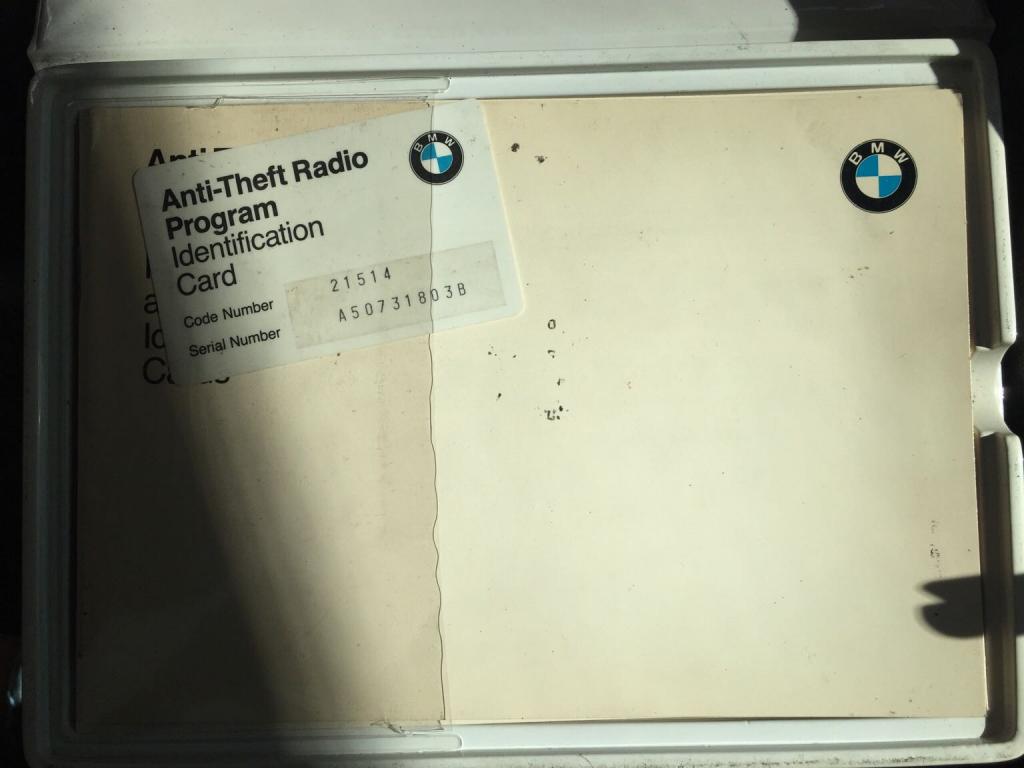 Anti-Theft Radio
Program
Identification
Card
Code Number 21514
Serial Number A50731803B
BMW
BMW